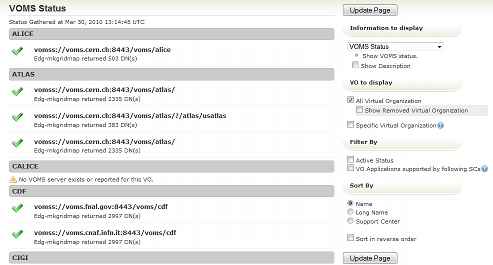 VOMS Status
Status Gathered at Mar 30, 2010 13:14:48 UTC
ALICE
vomss://voms.cern.ch:8443/voms/alice
Edg-mkgridmap returned 503 DN(s)
ATLAS
vomss://voms.cern.ch:8443/voms/atlas/
Edg-mkgridmap returned 2335 DN(s)
vomss://voms.cern.ch:8443/voms/atlas/?/atlas/usatlas
Edg-mkgridmap returned 383 DN(s)
vomss://voms.cern.ch:8443/voms/atlas/
Edg-mkgridmap returned 2335 DN(s)
CALICE
No VOMS server exists or reported for this VO.
CDF
vomss://voms.fnal.gov:8443/voms/cdf
Edg-mkgridmap returned 2997 DN(s)
vomss://voms.cnaf.infn.it:8443/voms/cdf
Edg-mkgridmap returned 2997 DN(s)
CIGI
Update Page
Information to display
VOMS Status
Show VOMS status.
Show Description
VO to display
All Virtual Organization
Show Removed Virtual Organization
Specific Virtual Organization
Filter By
Active Status
VO Applications supported by following SCs
Sort By
Name
Long Name
Support Center
Sort in reverse order
Update Page